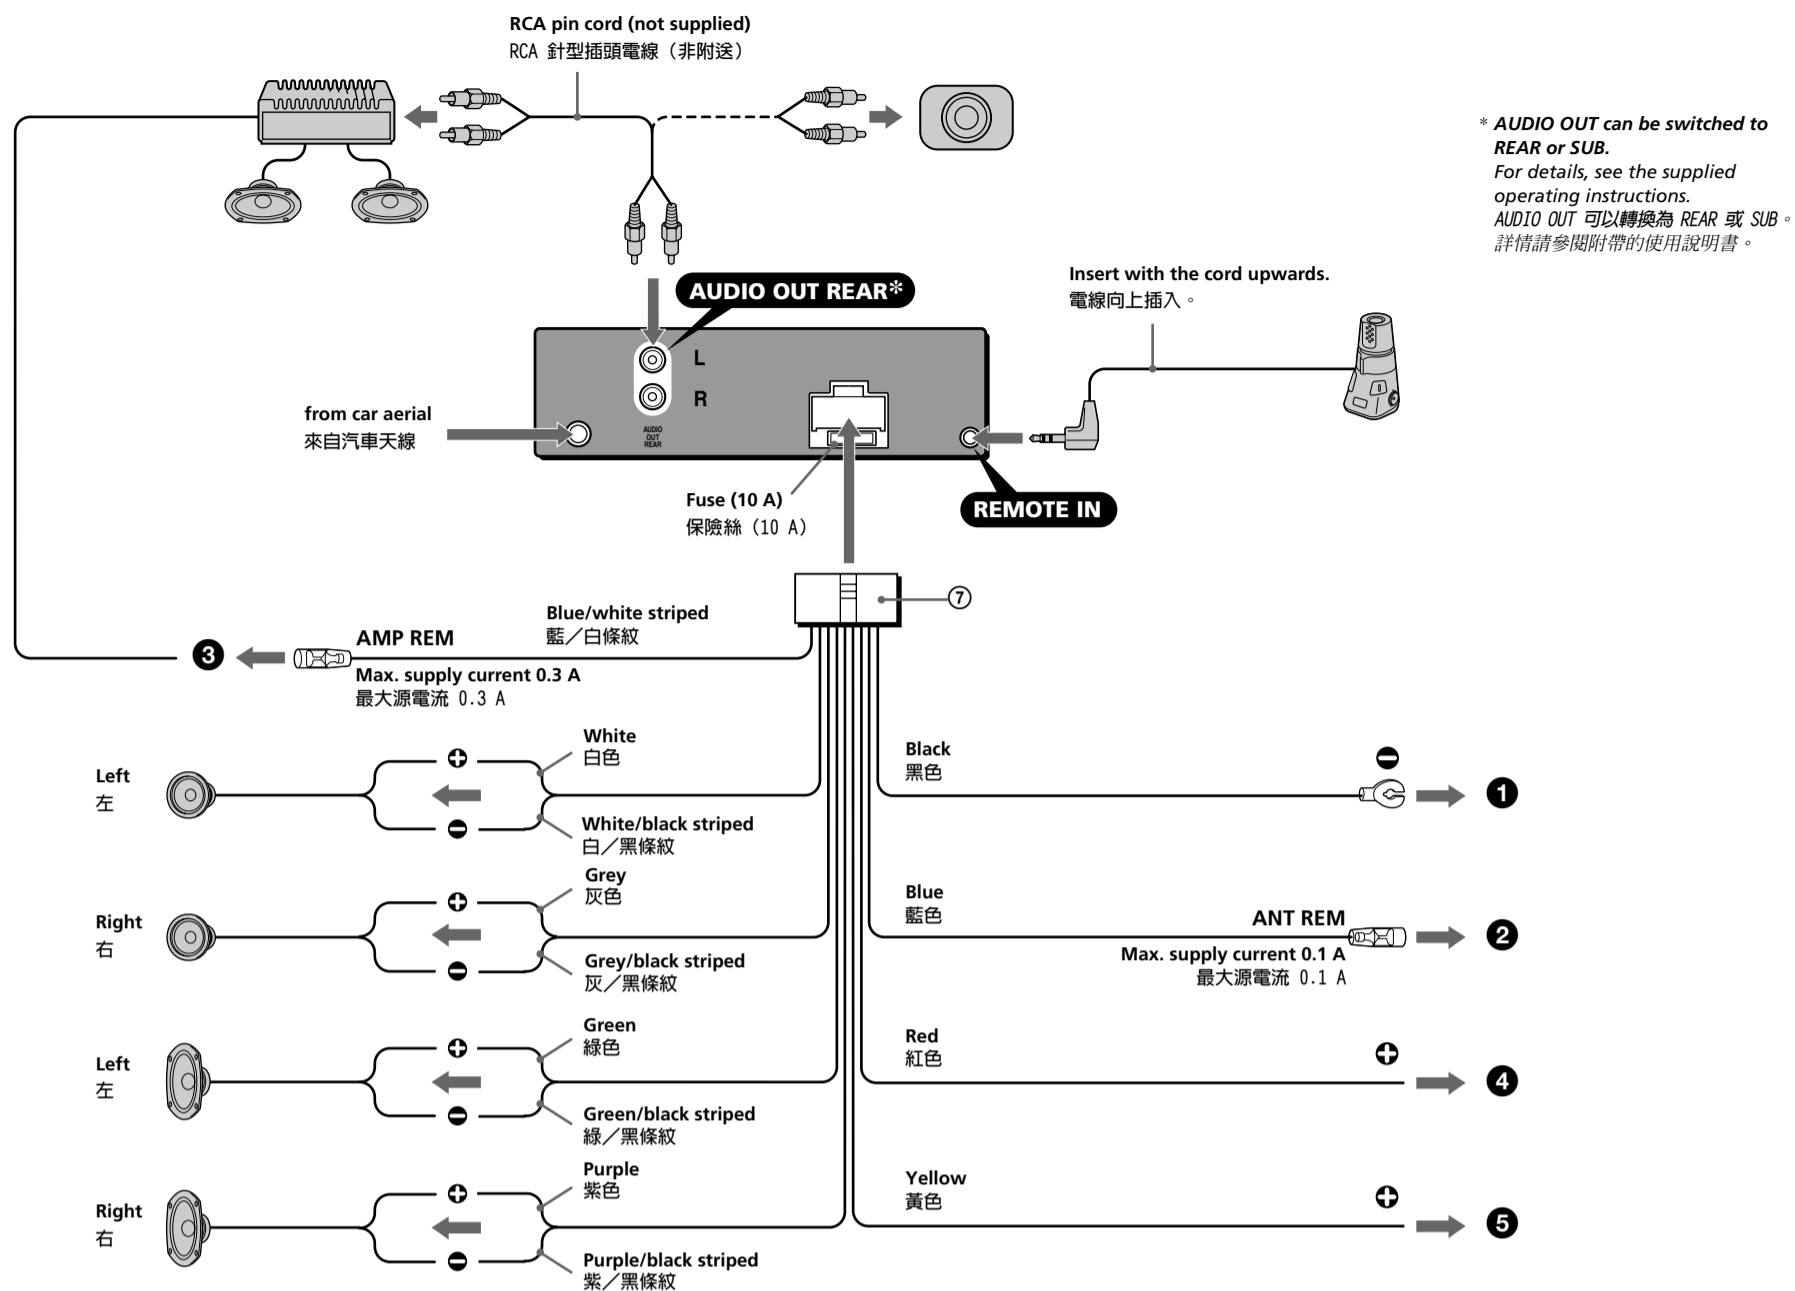 RCA pin cord (not supplied)
RCA 針型插頭電線（非附送）
* AUDIO OUT can be switched to
REAR or SUB.
For details, see the supplied
operating instructions.
AUDIO OUT 可以轉換為 REAR 或 SUB。
詳情請參閱附帶的使用說明書。
AUDIO OUT REAR*
Insert with the cord upwards.
電線向上插入。
L
R
AUDIO
OUT
REAR
from car aerial
來自汽車天線
Fuse (10 A)
保險絲（10 A）
REMOTE IN
⑦
Blue/white striped
藍／白條紋
❸
AMP REM
Max. supply current 0.3 A
最大源電流 0.3 A
Left
左
+
−
White
白色
White/black striped
白／黑條紋
Black
黑色
−
❶
Right
右
+
−
Grey
灰色
Grey/black striped
灰／黑條紋
Blue
藍色
ANT REM
Max. supply current 0.1 A
最大源電流 0.1 A
❷
Left
左
+
−
Green
綠色
Green/black striped
綠／黑條紋
Red
紅色
+
❹
Right
右
+
−
Purple
紫色
Purple/black striped
紫／黑條紋
Yellow
黃色
+
❺